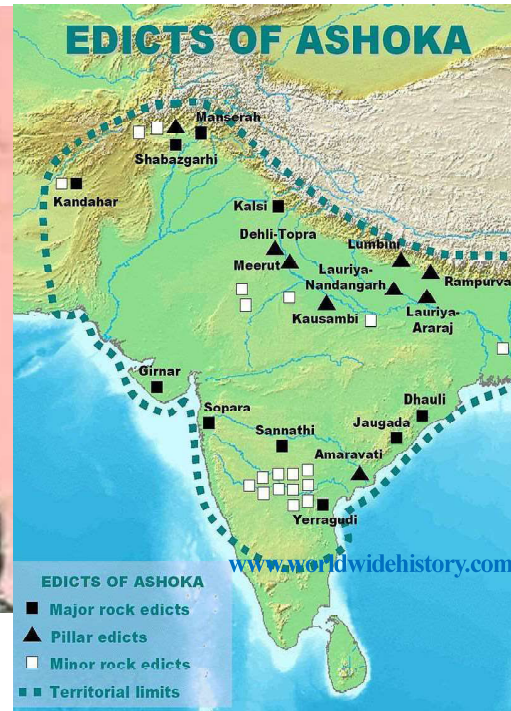 EDICTS OF ASHOKA
Manserah
Shabazgarhi
Kandahar
Kalsi
Dehli-Topra
Lumbini
Meerut
Lauriya-
Nandangarh
Rampurva
Kausambi
Lauriya-
Araraj
Girnar
Sopara
Dhauli
Sannathi
Jaugada
Amaravati
Yerragudi
www.worldwidehistory.com
EDICTS OF ASHOKA
Major rock edicts
Pillar edicts
Minor rock edicts
Territorial limits